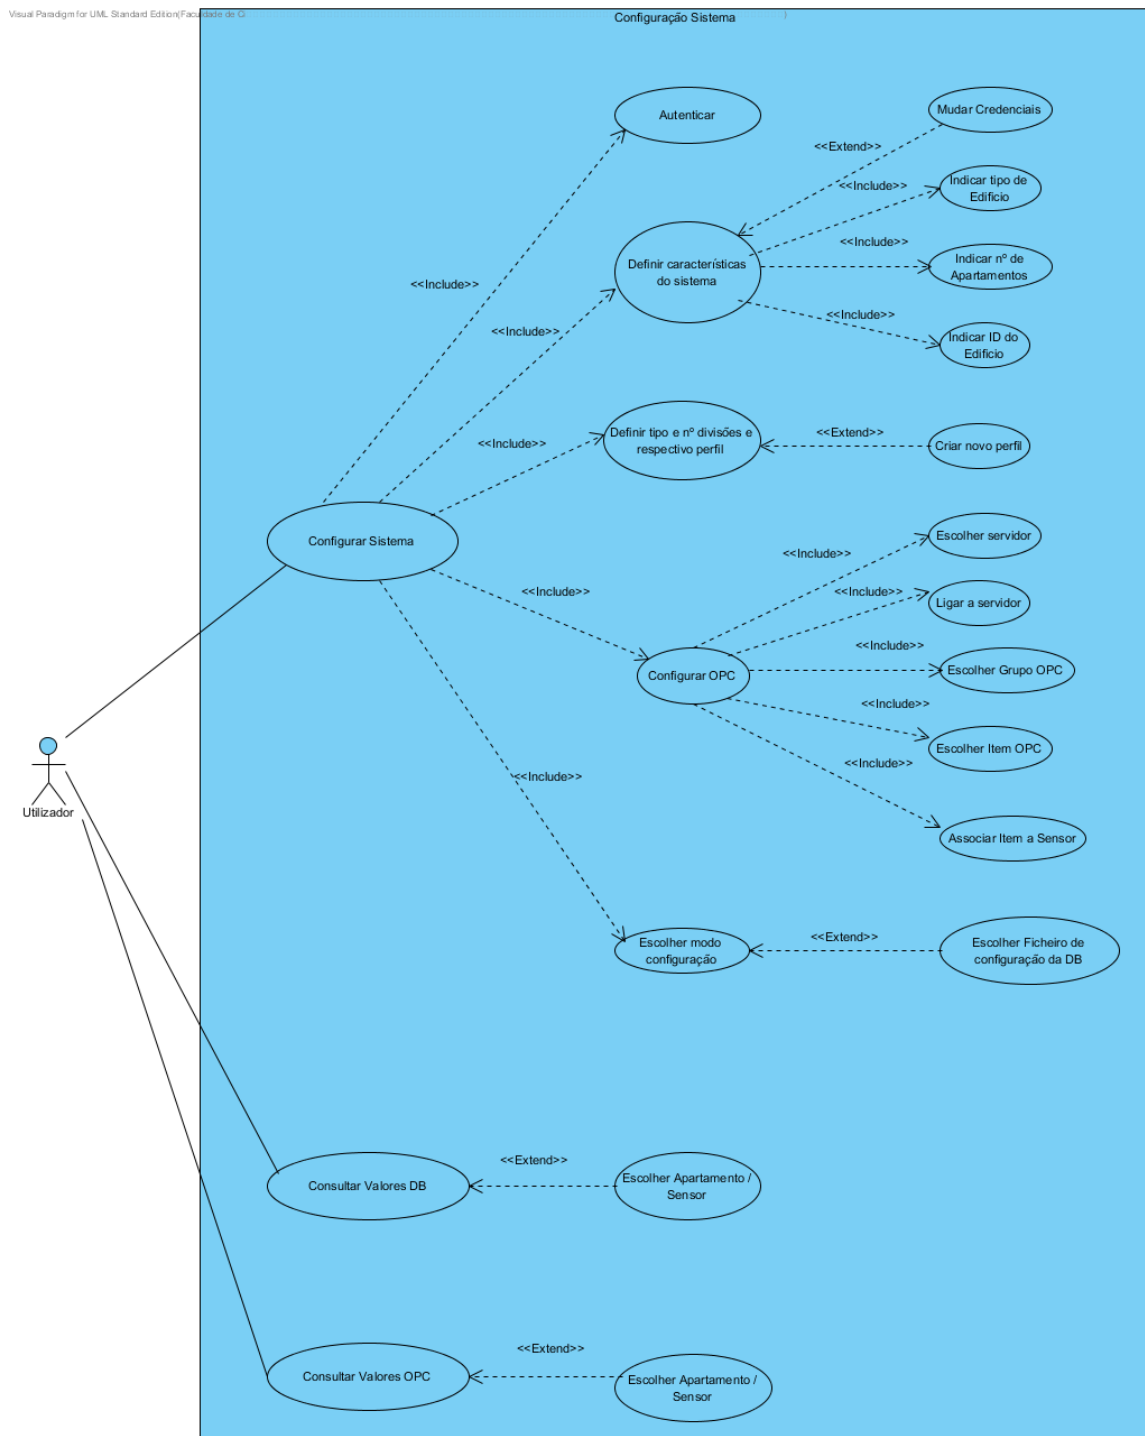 Visual Paradigm for UML Standard Edition(Faculdade de Ci
Configuração Sistema
Autenticar
Mudar Credenciais
<<Extend>>
Indicar tipo de
Edificio
<<Include>>
<<Include>>
Indicar nº de
Apartamentos
Definir características
do sistema
<<Include>>
<<Include>>
Indicar ID do
Edificio
<<Include>>
Definir tipo e nº divisões e
respectivo perfil
<<Include>>
<<Extend>>
Criar novo perfil
Configurar Sistema
Escolher servidor
<<Include>>
<<Include>>
<<Include>>
Ligar a servidor
<<Include>>
Configurar OPC
Escolher Grupo OPC
<<Include>>
Escolher Item OPC
<<Include>>
<<Include>>
Utilizador
Associar Item a Sensor
Escolher modo
configuração
<<Extend>>
Escolher Ficheiro de
configuração da DB
Consultar Valores DB
<<Extend>>
Escolher Apartamento /
Sensor
Consultar Valores OPC
<<Extend>>
Escolher Apartamento /
Sensor